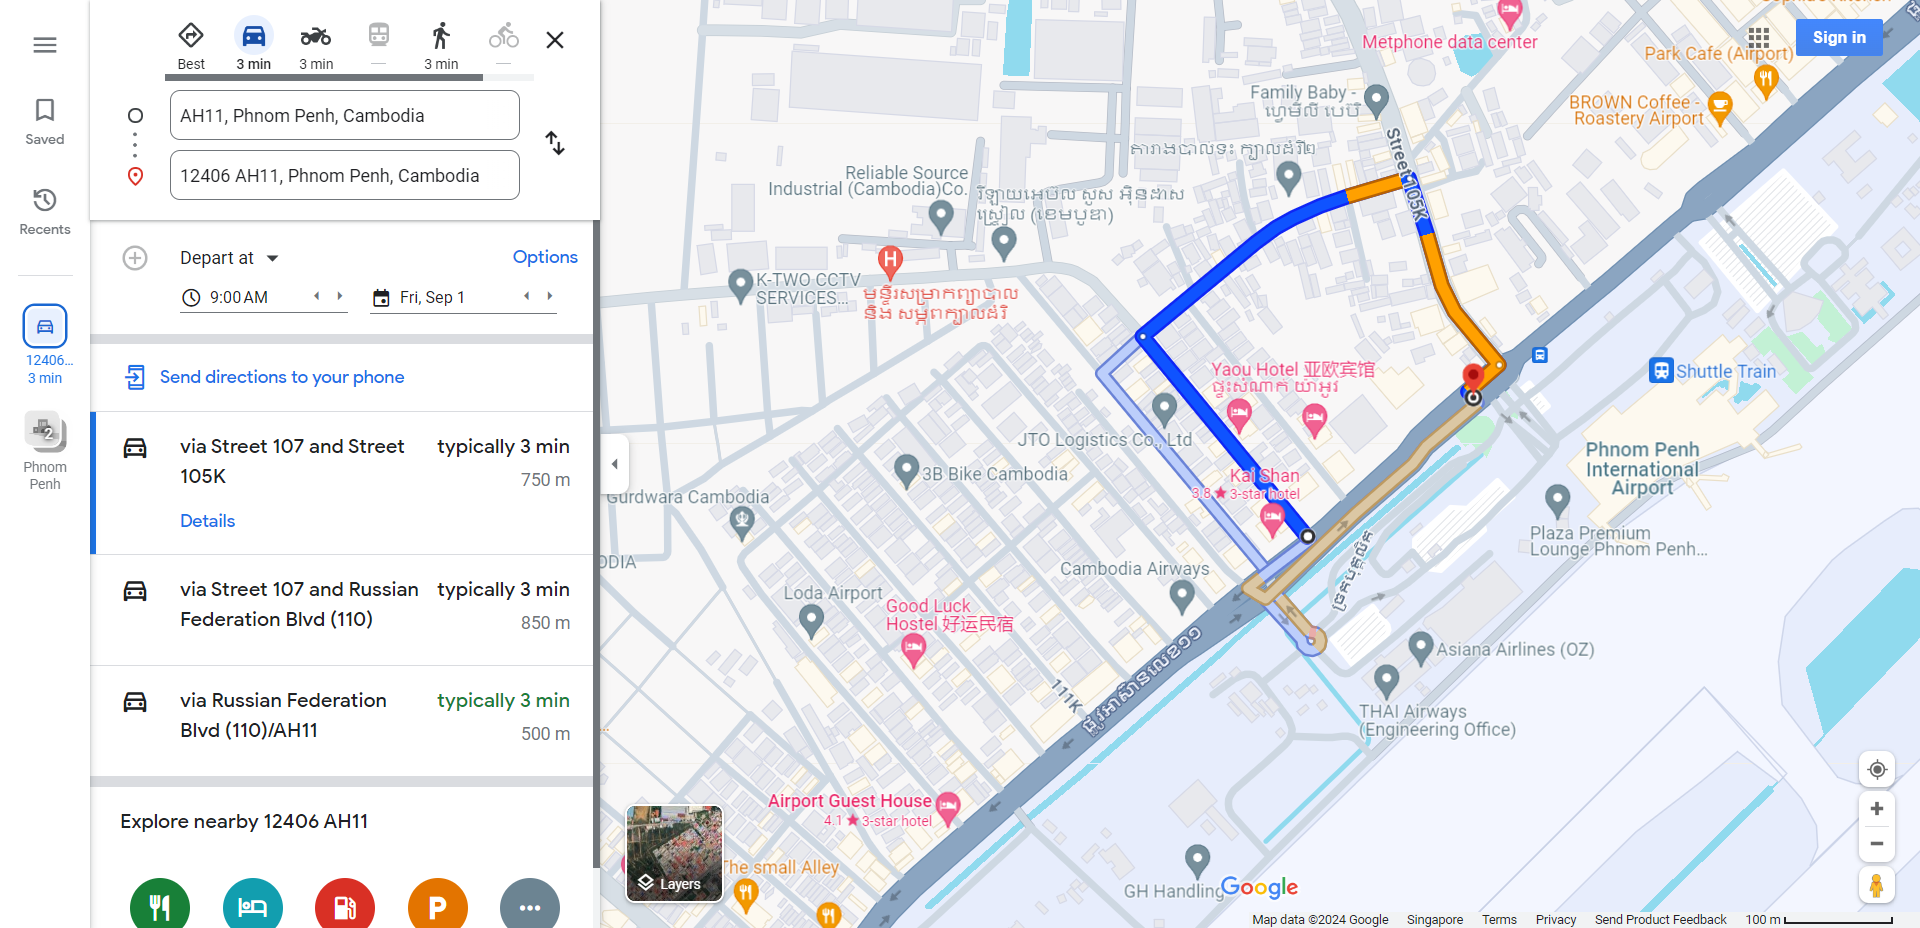 Best
3 min
3 min
3 min
Saved
Recents
12406...
3 min
2
Phnom
Penh
AH11, Phnom Penh, Cambodia
12406 AH11, Phnom Penh, Cambodia
Depart at
Options
9:00 AM
Fri, Sep 1
Send directions to your phone
via Street 107 and Street
105K
typically 3 min
750 m
Details
via Street 107 and Russian
Federation Blvd (110)
typically 3 min
850 m
via Russian Federation
Blvd (110)/AH11
typically 3 min
500 m
Explore nearby 12406 AH11
P
Sign in
Metphone data center
Park Cafe (Airport)
BROWN Coffee -
Roastery Airport
Family Baby -
ហ្វេមីលី បេប៊ី
Street 105K
Reliable Source
Industrial (Cambodia)Co.
K-TWO CCTV
SERVICES...
H
Yaou Hotel 亚欧宾馆
JTO Logistics Co., Ltd
3B Bike Cambodia
Gurdwara Cambodia
Kai Shan
3.8 ★ 3-star hotel
ODIA
Cambodia Airways
Loda Airport
Good Luck
Hostel 好运民宿
111K
Shuttle Train
Phnom Penh
International
Airport
Plaza Premium
Lounge Phnom Penh...
Asiana Airlines (OZ)
THAI Airways
(Engineering Office)
Airport Guest House
4.1 ★ 3-star hotel
The small Alley
GH Handling
Layers
Google
Map data ©2024 Google
Singapore
Terms
Privacy
Send Product Feedback
100 m